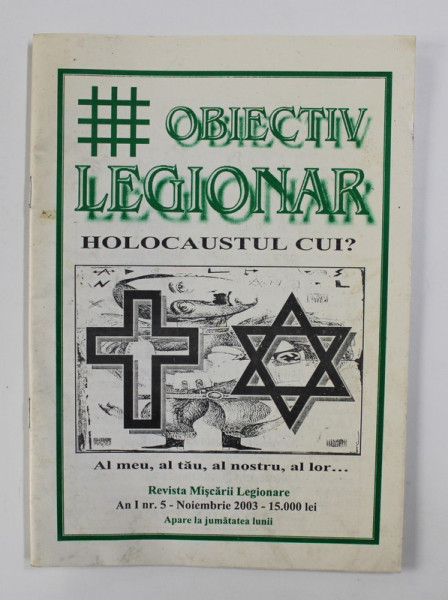 OBIECTIV
LEGIONAR
HOLOCAUSTUL CUI?
Al meu, al tău, al nostru, al lor...
Revista Mișcării Legionare
An I nr. 5 - Noiembrie 2003 - 15.000 lei
Apare la jumătatea lunii